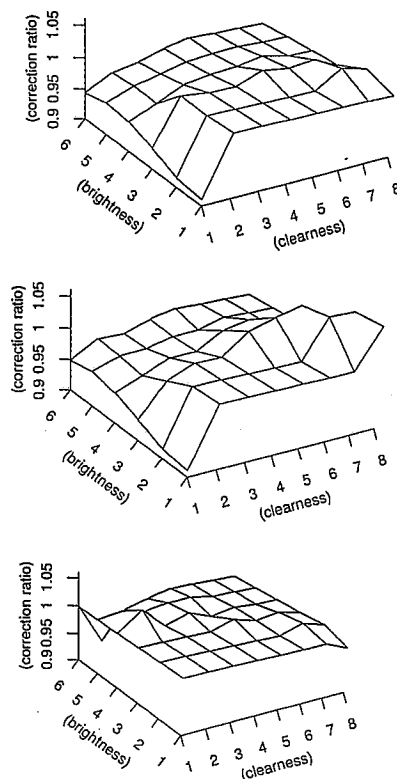 (correction ratio)
0.9 0.95 1 1.05
6 5 4 3 2 1
(brightness)
1 2 3 4 5 6 7 8
(clearness)
(correction ratio)
0.9 0.95 1 1.05
6 5 4 3 2 1
(brightness)
1 2 3 4 5 6 7 8
(clearness)
(correction ratio)
0.9 0.95 1 1.05
6 5 4 3 2 1
(brightness)
1 2 3 4 5 6 7 8
(clearness)